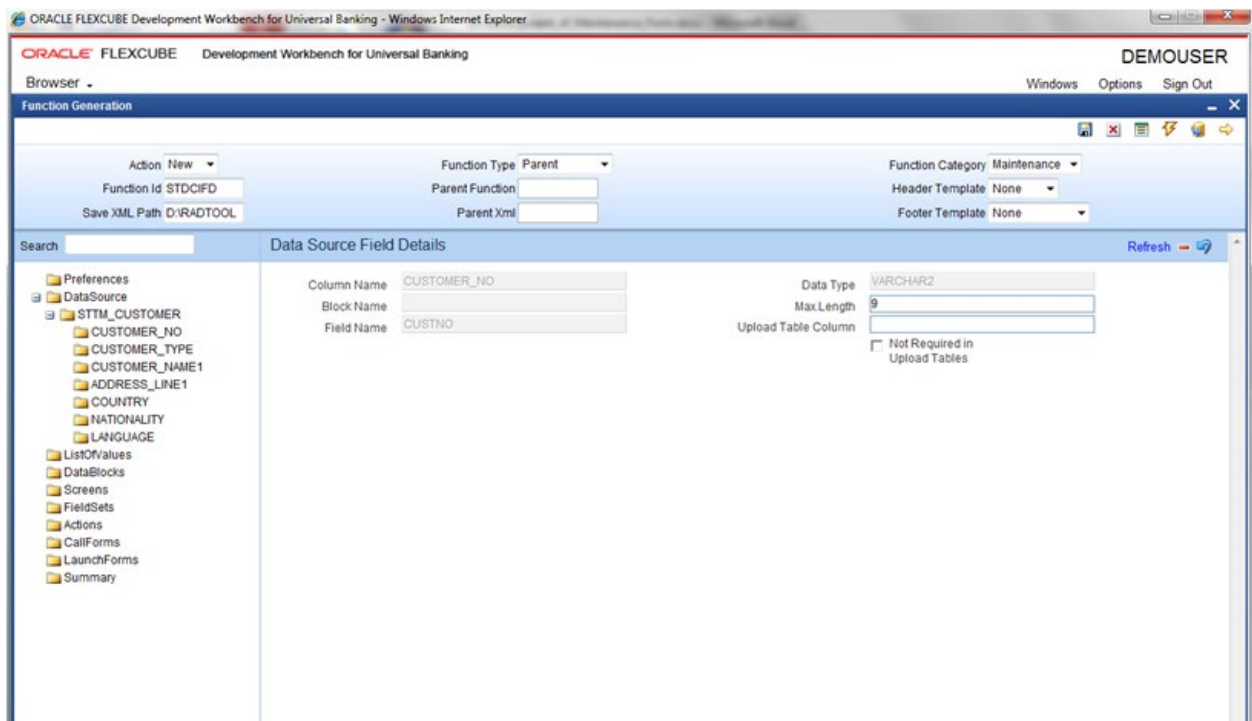 ORACLE FLEXCUBE Development Workbench for Universal Banking - Windows Internet Explorer
ORACLE FLEXCUBE Development Workbench for Universal Banking DEMOUSER
Browser Windows Options Sign Out
Function Generation
Action New Function Type Parent Function Category Maintenance
Function Id STDCIFD Parent Function Header Template None
Save XML Path D:\RADTOOL Parent Xml Footer Template None
Search Data Source Field Details Refresh
Preferences
DataSource
STTM_CUSTOMER
CUSTOMER_NO
CUSTOMER_TYPE
CUSTOMER_NAME1
ADDRESS_LINE1
COUNTRY
NATIONALITY
LANGUAGE
ListOfValues
DataBlocks
Screens
FieldSets
Actions
CallForms
LaunchForms
Summary
Column Name CUSTOMER_NO Data Type VARCHAR2
Block Name Max.Length 9
Field Name CUSTNO Upload Table Column
Not Required in
Upload Tables